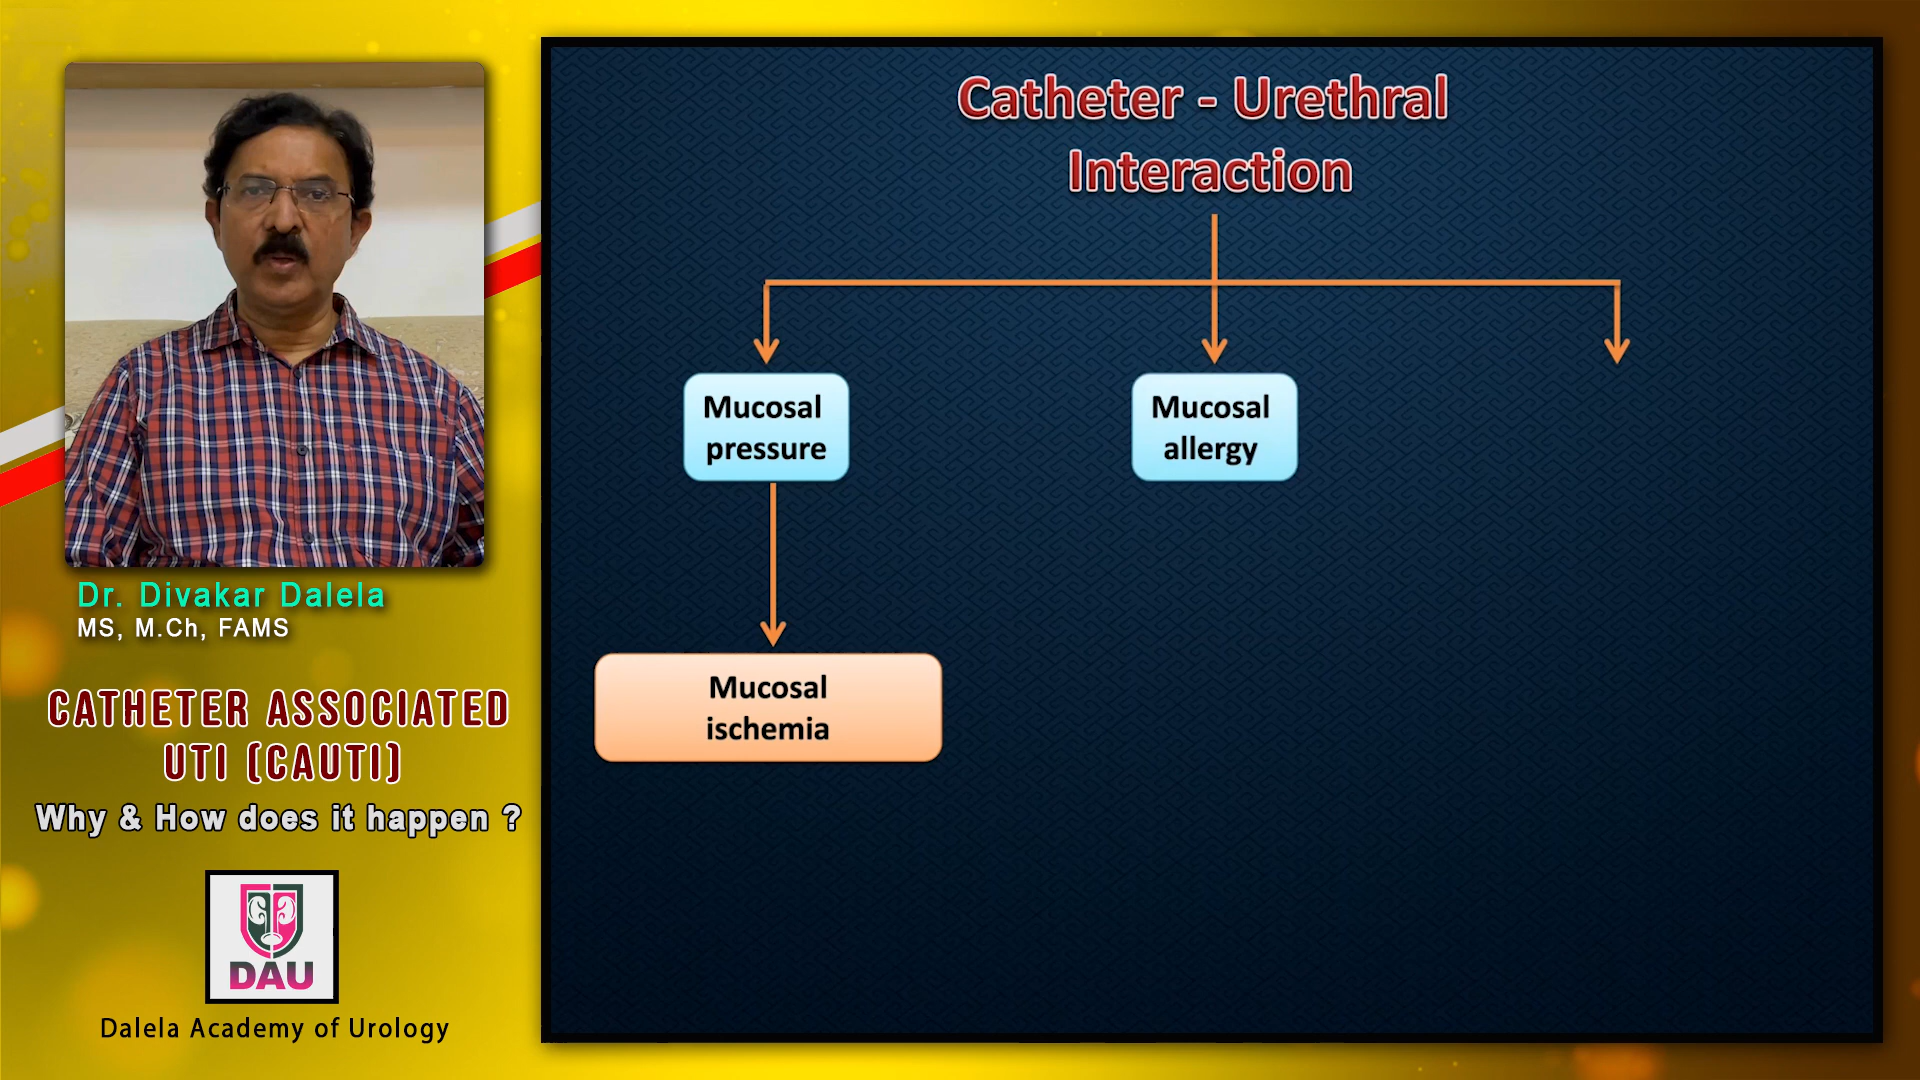 Dr. Divakar Dalela
MS, M.Ch, FAMS
CATHETER ASSOCIATED
UTI (CAUTI)
Why & How does it happen ?
DAU
Dalela Academy of Urology
Catheter - Urethral
Interaction
Mucosal
pressure
Mucosal
allergy
Mucosal
ischemia